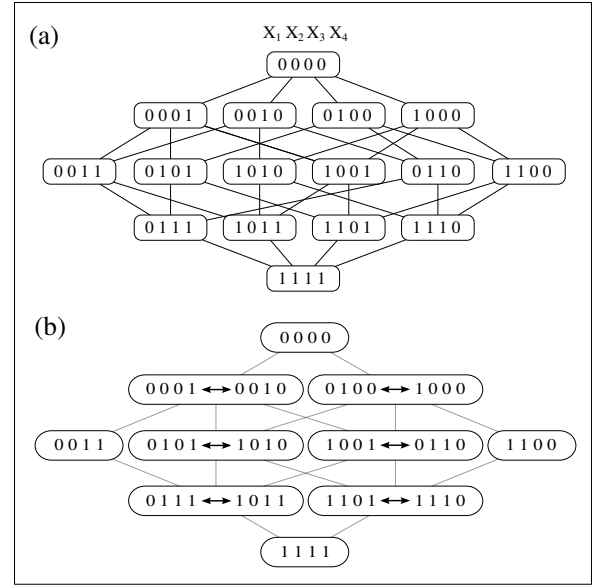 (a)
X₁ X₂ X₃ X₄
0 0 0 0
0 0 0 1 0 0 1 0 0 1 0 0 1 0 0 0
0 0 1 1 0 1 0 1 1 0 1 0 1 0 0 1 0 1 1 0 1 1 0 0
0 1 1 1 1 0 1 1 1 1 0 1 1 1 1 0
1 1 1 1
(b)
0 0 0 0
0 0 0 1 ↔ 0 0 1 0 0 1 0 0 ↔ 1 0 0 0
0 0 1 1 0 1 0 1 ↔ 1 0 1 0 1 0 0 1 ↔ 0 1 1 0 1 1 0 0
0 1 1 1 ↔ 1 0 1 1 1 1 0 1 ↔ 1 1 1 0
1 1 1 1